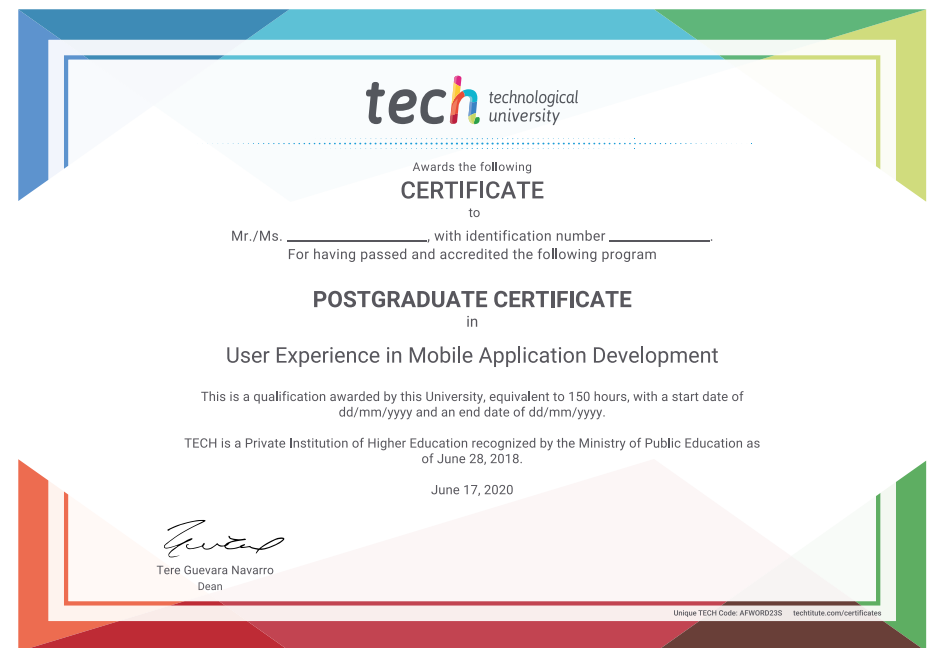 tech technological
university
Awards the following
CERTIFICATE
to
Mr./Ms. ____________________, with identification number ______________.
For having passed and accredited the following program
POSTGRADUATE CERTIFICATE
in
User Experience in Mobile Application Development
This is a qualification awarded by this University, equivalent to 150 hours, with a start date of
dd/mm/yyyy and an end date of dd/mm/yyyy.
TECH is a Private Institution of Higher Education recognized by the Ministry of Public Education as
of June 28, 2018.
June 17, 2020
Tere Guevara Navarro
Dean
Unique TECH Code: AFWORD23S techtitute.com/certificates